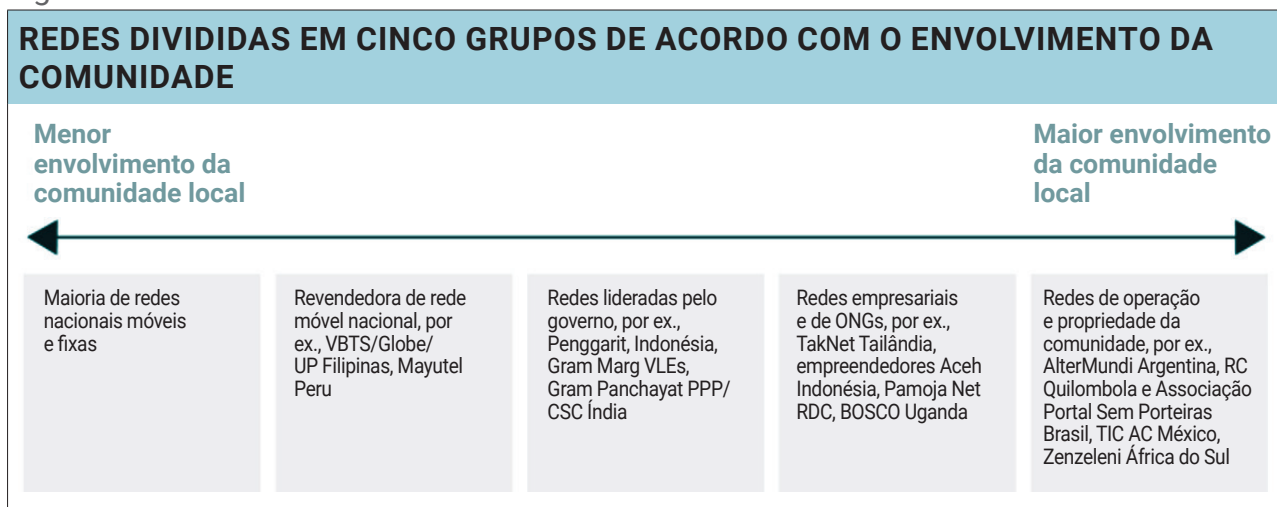 REDES DIVIDIDAS EM CINCO GRUPOS DE ACORDO COM O ENVOLVIMENTO DA
COMUNIDADE
Menor
envolvimento da
comunidade local
Maior envolvimento
da comunidade
local
Maioria de redes
nacionais móveis
e fixas
Revendedora de rede
móvel nacional, por
ex., VBTS/Globe/
UP Filipinas, Mayutel
Peru
Redes lideradas pelo
governo, por ex.,
Penggarit, Indonésia,
Gram Marg VLEs,
Gram Panchayat PPP/
CSC Índia
Redes empresariais
e de ONGs, por ex.,
TakNet Tailândia,
empreendedores Aceh
Indonésia, Pamoja Net
RDC, BOSCO Uganda
Redes de operação
e propriedade da
comunidade, por ex.,
AlterMundi Argentina, RC
Quilombola e Associação
Portal Sem Porteiras
Brasil, TIC AC México,
Zenzeleni África do Sul